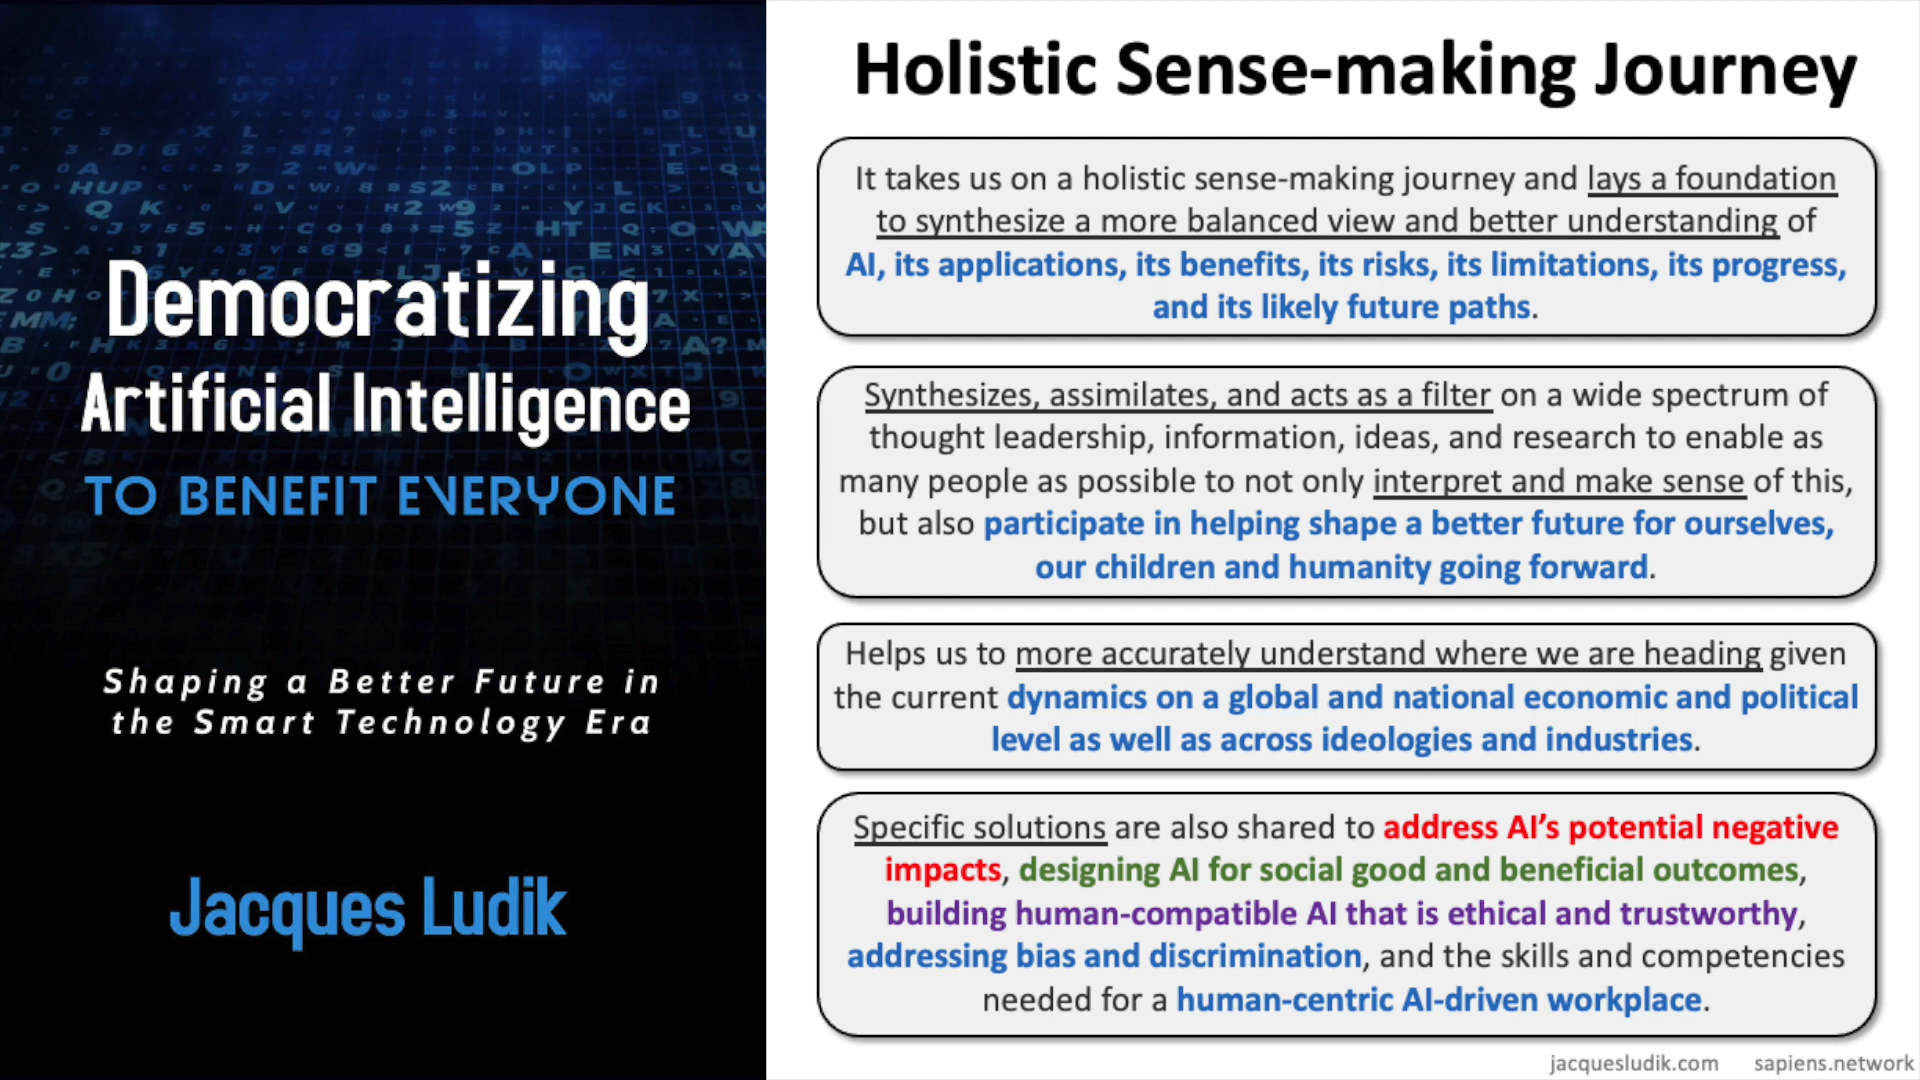 Democratizing
Artificial Intelligence
TO BENEFIT EVERYONE
Shaping a Better Future in
the Smart Technology Era
Jacques Ludik
Holistic Sense-making Journey
It takes us on a holistic sense-making journey and lays a foundation
to synthesize a more balanced view and better understanding of
AI, its applications, its benefits, its risks, its limitations, its progress,
and its likely future paths.
Synthesizes, assimilates, and acts as a filter on a wide spectrum of
thought leadership, information, ideas, and research to enable as
many people as possible to not only interpret and make sense of this,
but also participate in helping shape a better future for ourselves,
our children and humanity going forward.
Helps us to more accurately understand where we are heading given
the current dynamics on a global and national economic and political
level as well as across ideologies and industries.
Specific solutions are also shared to address AI’s potential negative
impacts, designing AI for social good and beneficial outcomes,
building human-compatible AI that is ethical and trustworthy,
addressing bias and discrimination, and the skills and competencies
needed for a human-centric AI-driven workplace.
jacquesludik.com sapiens.network